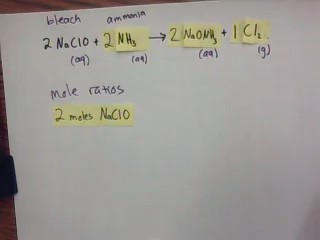 bleach ammonia
2 NaClO + 2 NH₃ → 2 NaONH₃ + 1 Cl₂.
(aq) (aq) (aq) (g)
mole ratios
2 moles NaClO